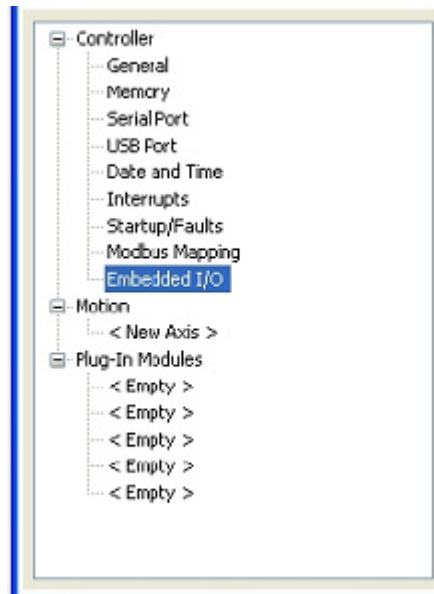 Controller
General
Memory
Serial Port
USB Port
Date and Time
Interrupts
Startup/Faults
Modbus Mapping
Embedded I/O
Motion
< New Axis >
Plug-In Modules
< Empty >
< Empty >
< Empty >
< Empty >
< Empty >